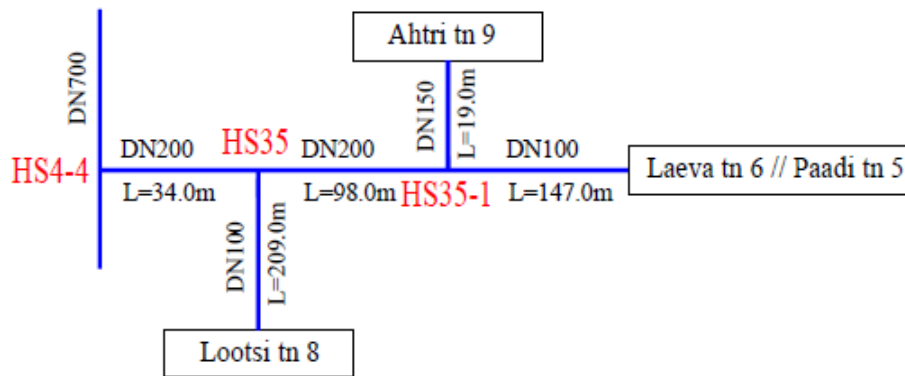 Ahtri tn 9
DN700
DN150
L=19.0m
HS4-4
DN200
HS35
DN200
DN100
Laeva tn 6 // Paadi tn 5
L=34.0m
L=98.0m
HS35-1
L=147.0m
DN100
L=209.0m
Lootsi tn 8